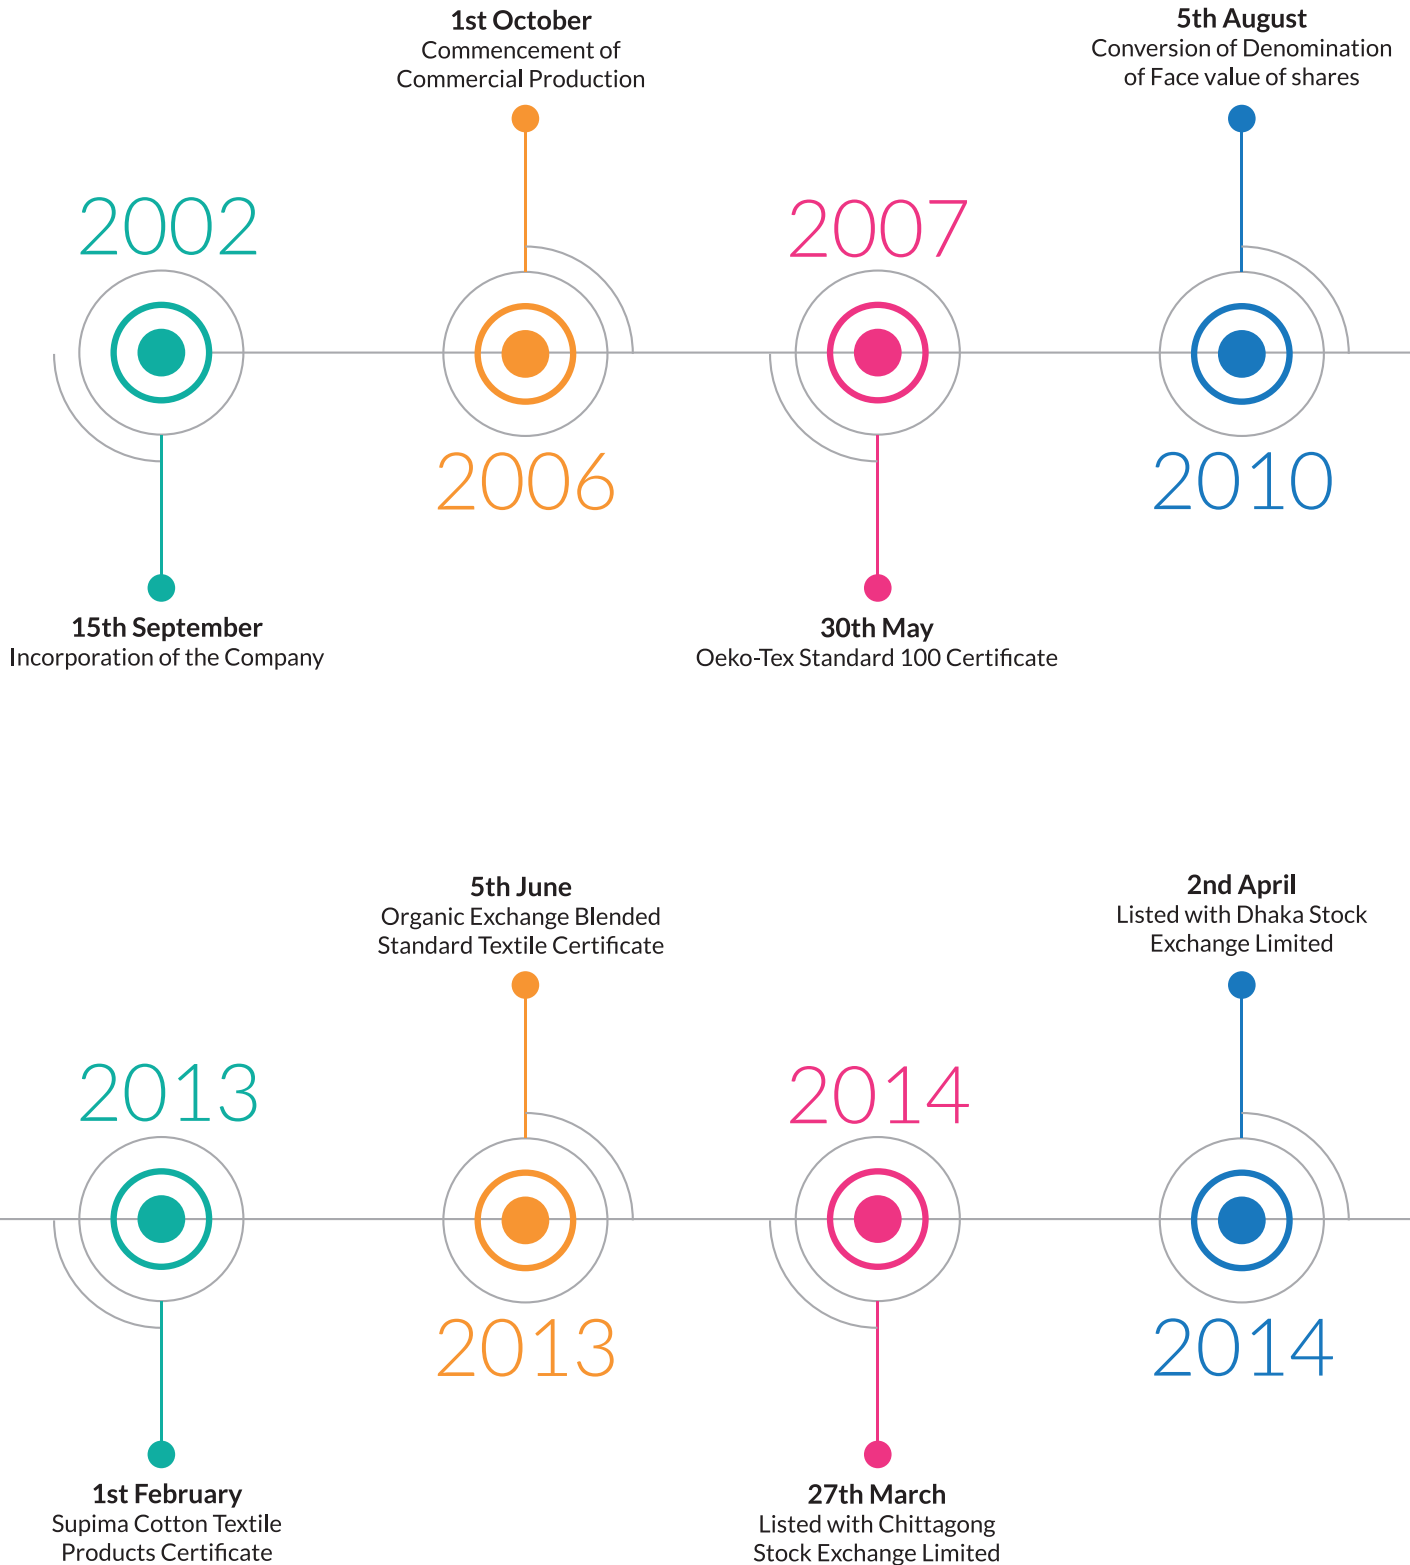 2002
15th September
Incorporation of the Company
1st October
Commencement of
Commercial Production
2006
2007
30th May
Oeko-Tex Standard 100 Certificate
5th August
Conversion of Denomination
of Face value of shares
2010
2013
1st February
Supima Cotton Textile
Products Certificate
5th June
Organic Exchange Blended
Standard Textile Certificate
2013
2014
27th March
Listed with Chittagong
Stock Exchange Limited
2nd April
Listed with Dhaka Stock
Exchange Limited
2014